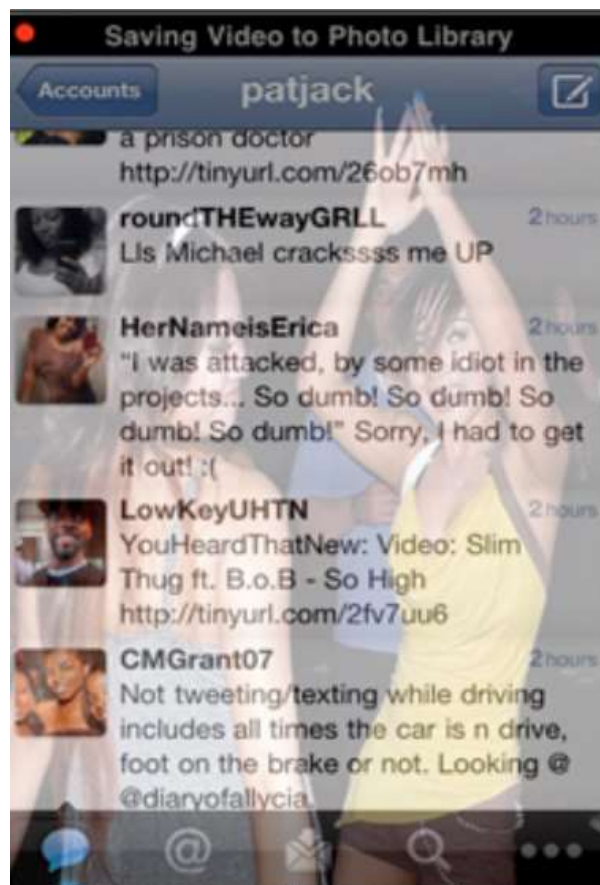 Saving Video to Photo Library
Accounts
patjack
a prison doctor
http://tinyurl.com/26ob7mh
roundTHEwayGRLL
2 hours
Lls Michael crackssss me UP
HerNameisErica
2 hours
"I was attacked, by some idiot in the
projects... So dumb! So dumb! So
dumb! So dumb!" Sorry, I had to get
it out! :(
LowKeyUHTN
2 hours
YouHeardThatNew: Video: Slim
Thug ft. B.o.B - So High
http://tinyurl.com/2fv7uu6
CMGrant07
2 hours
Not tweeting/texting while driving
includes all times the car is n drive,
foot on the brake or not. Looking @
@diaryofallycia.
@